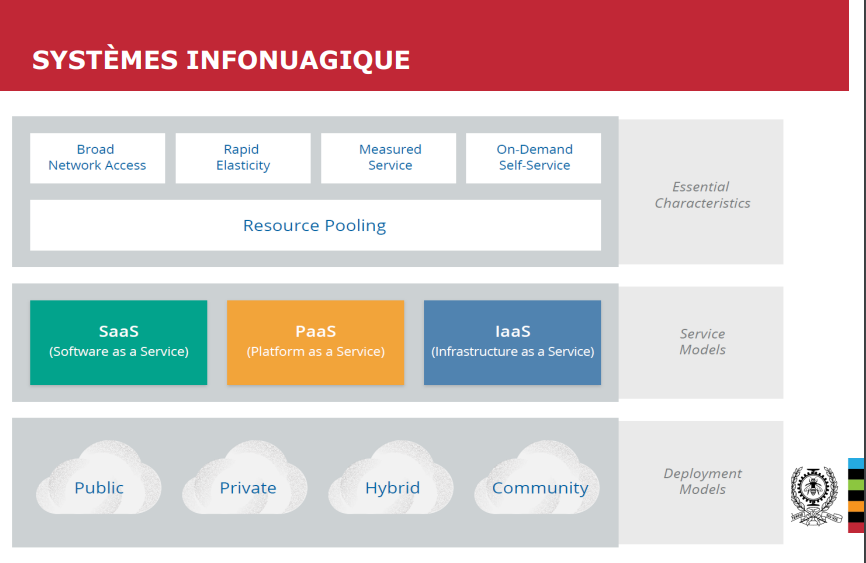 SYSTÈMES INFONUAGIQUE
Broad
Network Access
Rapid
Elasticity
Measured
Service
On-Demand
Self-Service
Essential
Characteristics
Resource Pooling
SaaS
(Software as a Service)
PaaS
(Platform as a Service)
IaaS
(Infrastructure as a Service)
Service
Models
Public
Private
Hybrid
Community
Deployment
Models